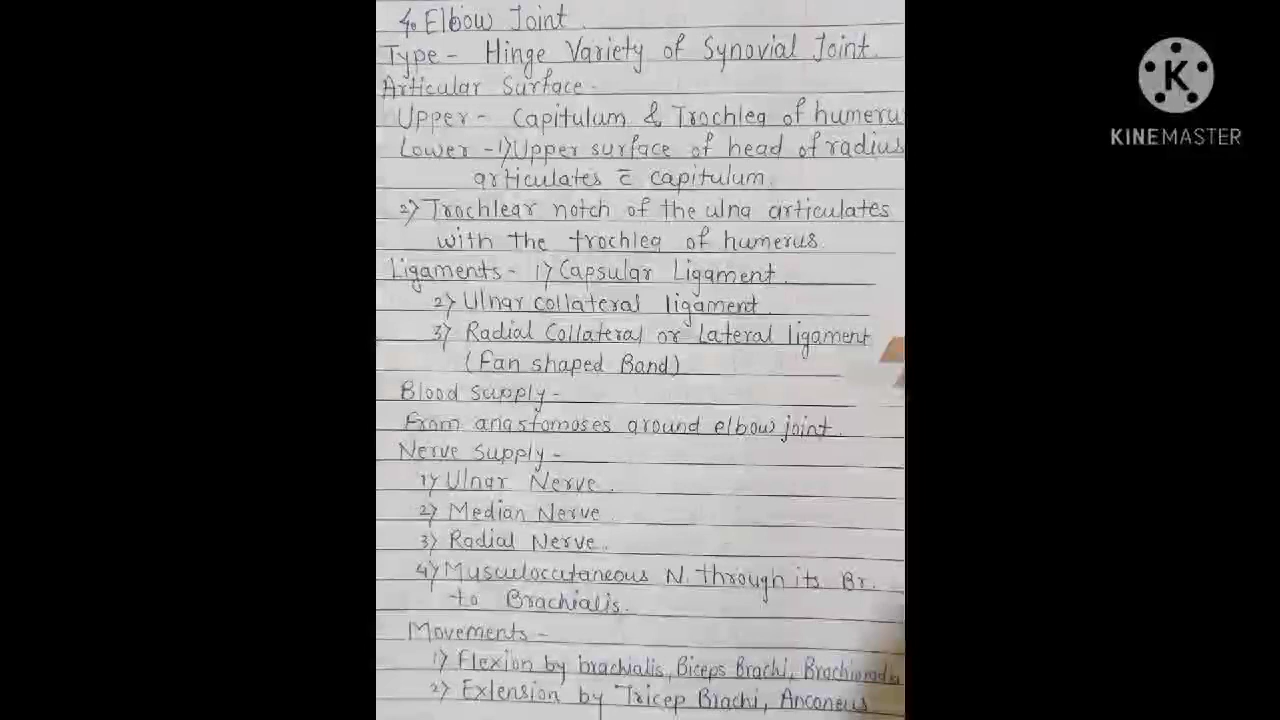 4. Elbow Joint.
Type - Hinge Variety of Synovial Joint.
Articular Surface -
Upper - Capitulum & Trochlea of humeru
Lower - 1) Upper surface of head of radius
articulates c̄ capitulum.
2) Trochlear notch of the ulna articulates
with the trochlea of humerus.
Ligaments - 1) Capsular Ligament.
2) Ulnar collateral ligament.
3) Radial Collateral or Lateral ligament
(Fan shaped Band)
Blood supply -
From anastomoses around elbow joint.
Nerve supply -
1) Ulnar Nerve.
2) Median Nerve.
3) Radial Nerve.
4) Musculocutaneous N. through its Br.
to Brachialis.
Movements -
1) Flexion by brachialis, Biceps Brachi,
2) Extension by Tricep Brachi, Anconeus
K
KINEMASTER